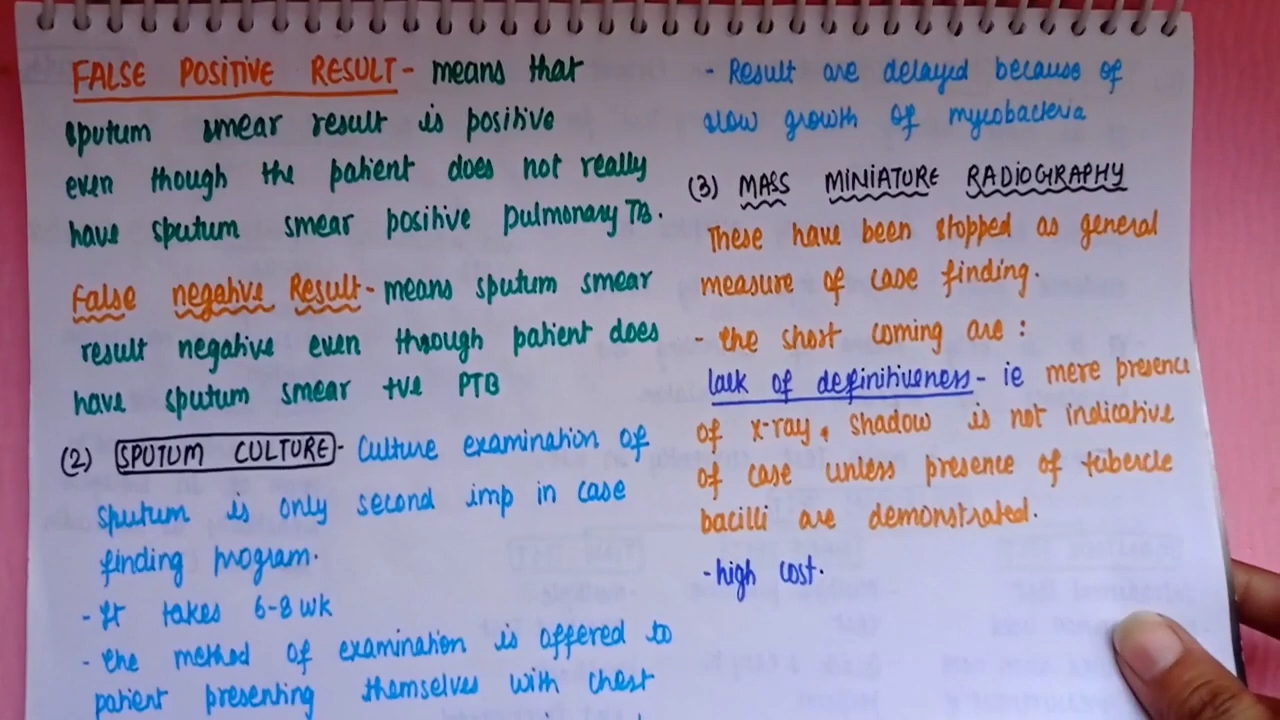 FALSE POSITIVE RESULT - means that
sputum smear result is positive
even though the patient does not really
have sputum smear positive pulmonary TB.
False negative Result - means sputum smear
result negative even through patient does
have sputum smear +ve PTB
(2) SPUTUM CULTURE - Culture examination of
sputum is only second imp in case
finding program.
- It takes 6-8 wk
- the method of examination is offered to
patient presenting themselves with chest
- Result are delayed because of
slow growth of mycobacteria
(3) MASS MINIATURE RADIOGRAPHY
These have been stopped as general
measure of case finding.
- the short coming are :
lack of definitiveness - ie mere presence
of x-ray, shadow is not indicative
of case unless presence of tubercle
bacilli are demonstrated.
- high cost.